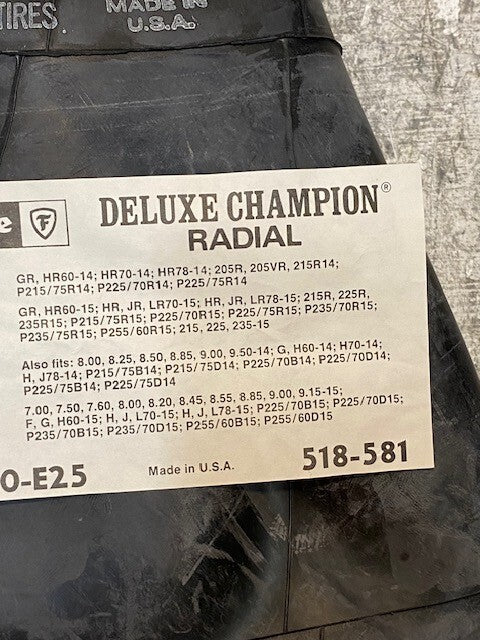 TIRES
MADE IN
U.S.A.
e F DELUXE CHAMPION®
RADIAL
GR, HR60-14; HR70-14; HR78-14; 205R, 205VR, 215R14;
P215/75R14; P225/70R14; P225/75R14
GR, HR60-15; HR, JR, LR70-15; HR, JR, LR78-15; 215R, 225R,
235R15; P215/75R15; P225/70R15; P225/75R15; P235/70R15;
P235/75R15; P255/60R15; 215, 225, 235-15
Also fits: 8.00, 8.25, 8.50, 8.85, 9.00, 9.50-14; G, H60-14; H70-14;
H, J78-14; P215/75B14; P215/75D14; P225/70B14; P225/70D14;
P225/75B14; P225/75D14
7.00, 7.50, 7.60, 8.00, 8.20, 8.45, 8.55, 8.85, 9.00, 9.15-15;
F, G, H60-15; H, J, L70-15; H, J, L78-15; P225/70B15; P225/70D15;
P235/70B15; P235/70D15; P255/60B15; P255/60D15
0-E25 Made in U.S.A. 518-581